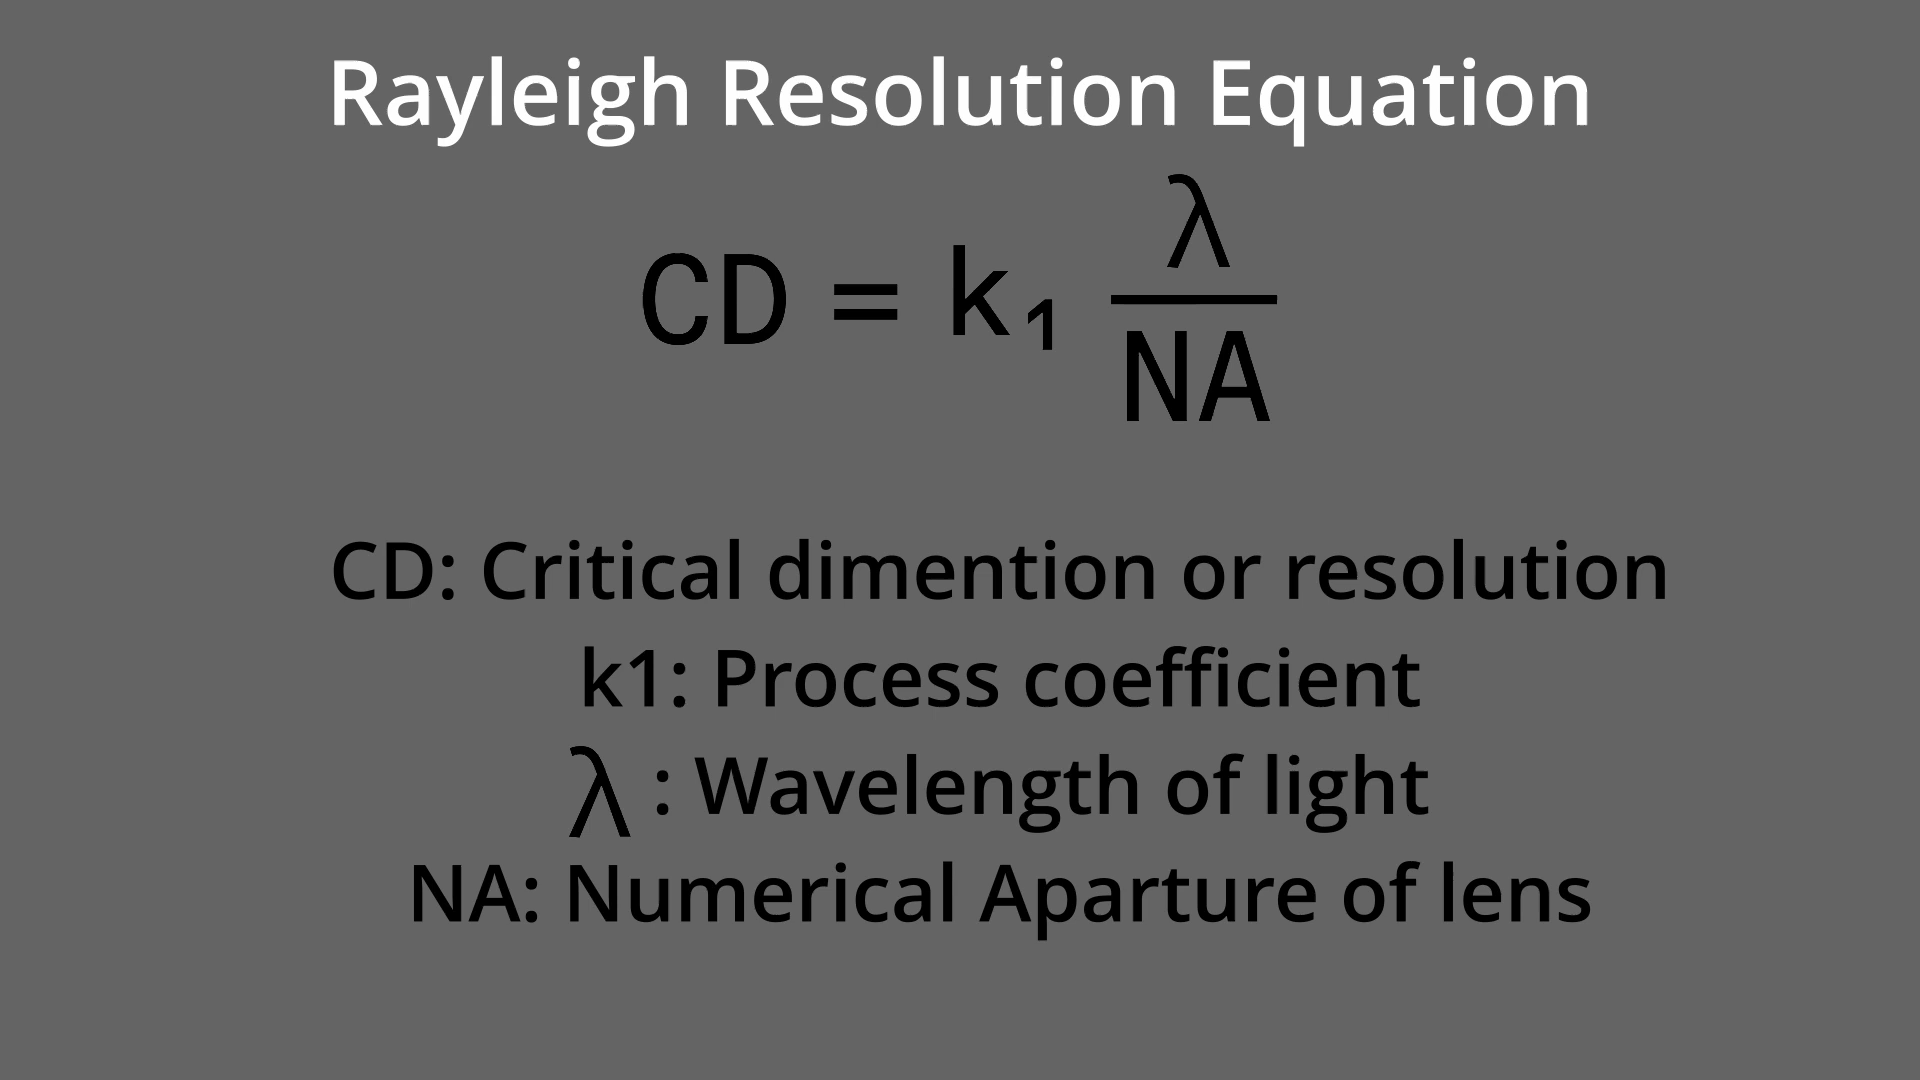 Rayleigh Resolution Equation
CD = k₁ λ/NA
CD: Critical dimention or resolution
k1: Process coefficient
λ : Wavelength of light
NA: Numerical Aparture of lens